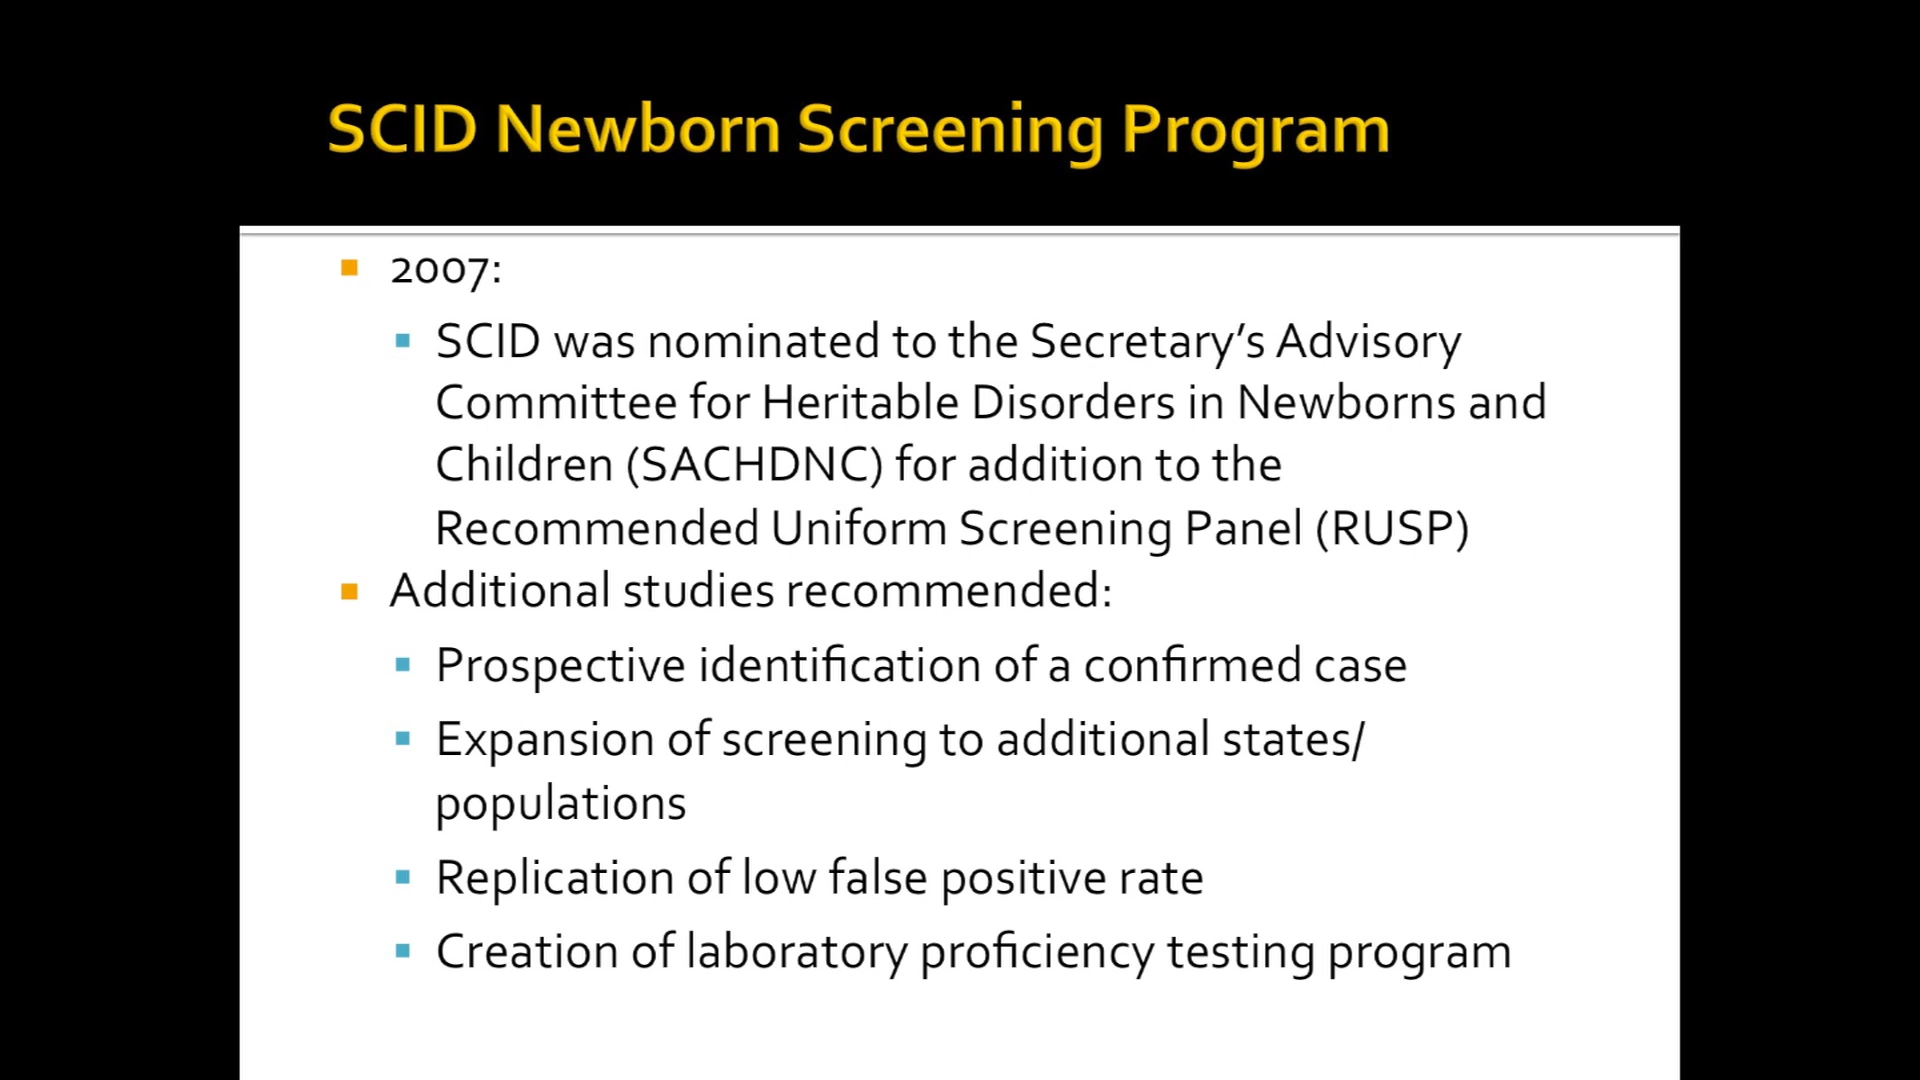 SCID Newborn Screening Program
2007:
SCID was nominated to the Secretary’s Advisory
Committee for Heritable Disorders in Newborns and
Children (SACHDNC) for addition to the
Recommended Uniform Screening Panel (RUSP)
Additional studies recommended:
Prospective identification of a confirmed case
Expansion of screening to additional states/
populations
Replication of low false positive rate
Creation of laboratory proficiency testing program